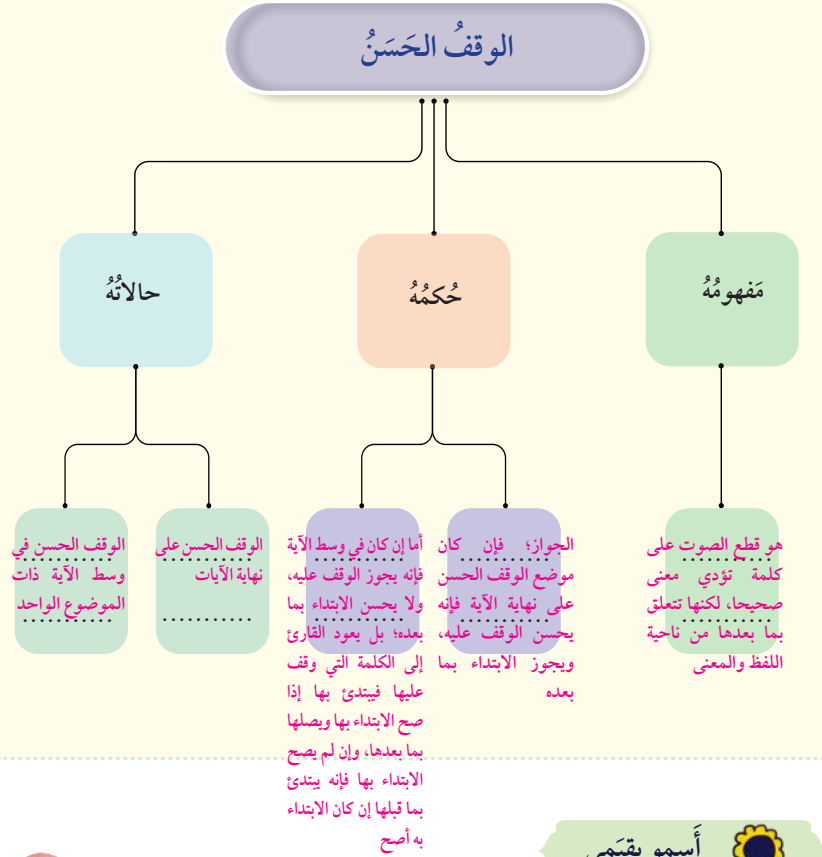 الوقفُ الحَسَنُ
مَفهومُهُ
حُكمُهُ
حالاتُهُ
هو قطع الصوت على
كلمة تؤدي معنى
صحيحا، لكنها تتعلق
بما بعدها من ناحية
اللفظ والمعنى
الجواز؛ فإن كان
موضع الوقف الحسن
على نهاية الآية فإنه
يحسن الوقف عليه،
ويجوز الابتداء بما
بعده
أما إن كان في وسط الآية
فإنه يجوز الوقف عليه،
ولا يحسن الابتداء بما
بعده؛ بل يعود القارئ
إلى الكلمة التي وقف
عليها فيبتدئ بها إذا
صح الابتداء بها ويصلها
بما بعدها، وإن لم يصح
الابتداء بها فإنه يبتدئ
بما قبلها إن كان الابتداء
به أصح
الوقف الحسن على
نهاية الآيات
الوقف الحسن في
وسط الآية ذات
الموضوع الواحد
أَسمو بقيَمي